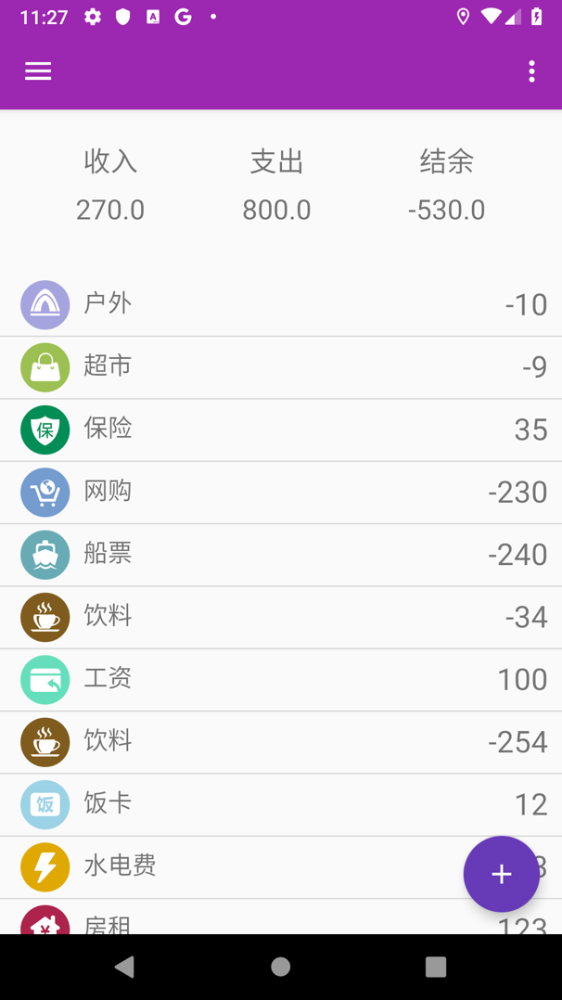 11:27
收入 支出 结余
270.0 800.0 -530.0
户外 -10
超市 -9
保 保险 35
网购 -230
船票 -240
饮料 -34
工资 100
饮料 -254
饭 饭卡 12
水电费
¥ 房租 123